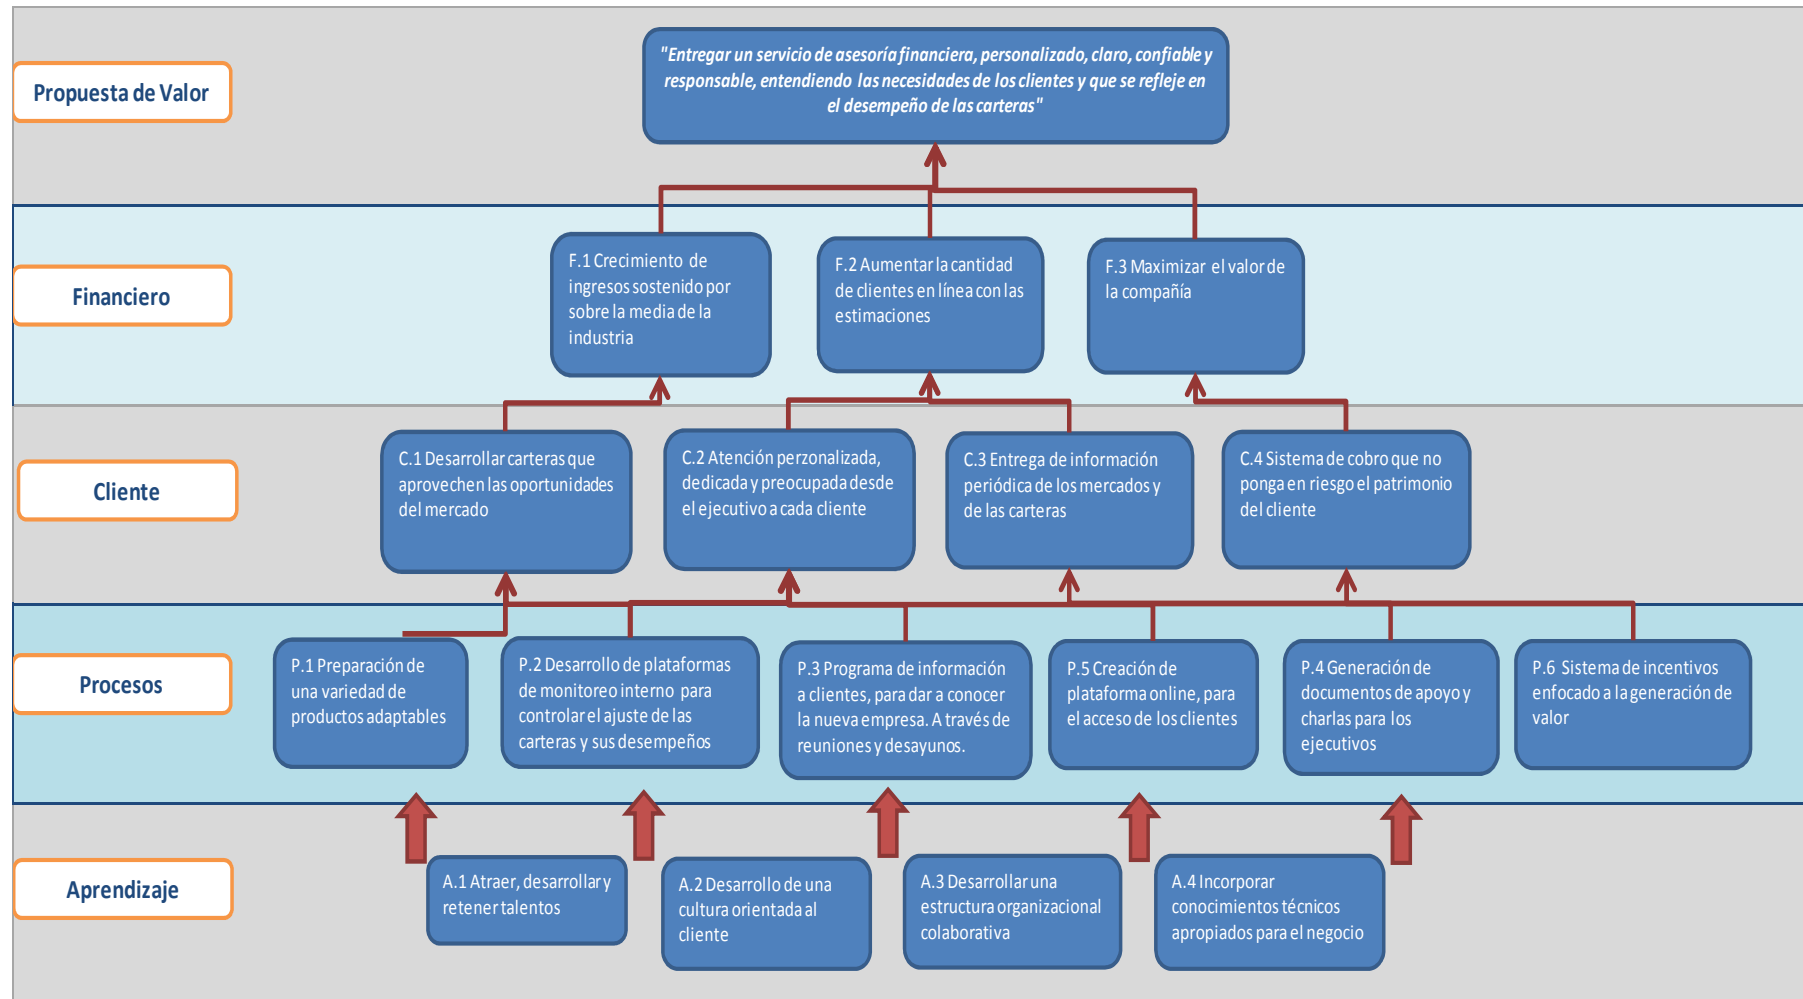 Propuesta de Valor
"Entregar un servicio de asesoría financiera, personalizado, claro, confiable y
responsable, entendiendo las necesidades de los clientes y que se refleje en
el desempeño de las carteras"
Financiero
F.1 Crecimiento de
ingresos sostenido por
sobre la media de la
industria
F.2 Aumentar la cantidad
de clientes en línea con las
estimaciones
F.3 Maximizar el valor de
la compañía
Cliente
C.1 Desarrollar carteras que
aprovechen las oportunidades
del mercado
C.2 Atención perzonalizada,
dedicada y preocupada desde
el ejecutivo a cada cliente
C.3 Entrega de información
periódica de los mercados y
de las carteras
C.4 Sistema de cobro que no
ponga en riesgo el patrimonio
del cliente
Procesos
P.1 Preparación de
una variedad de
productos adaptables
P.2 Desarrollo de plataformas
de monitoreo interno para
controlar el ajuste de las
carteras y sus desempeños
P.3 Programa de información
a clientes, para dar a conocer
la nueva empresa. A través de
reuniones y desayunos.
P.5 Creación de
plataforma online, para
el acceso de los clientes
P.4 Generación de
documentos de apoyo y
charlas para los
ejecutivos
P.6 Sistema de incentivos
enfocado a la generación de
valor
Aprendizaje
A.1 Atraer, desarrollar y
retener talentos
A.2 Desarrollo de una
cultura orientada al
cliente
A.3 Desarrollar una
estructura organizacional
colaborativa
A.4 Incorporar
conocimientos técnicos
apropiados para el negocio